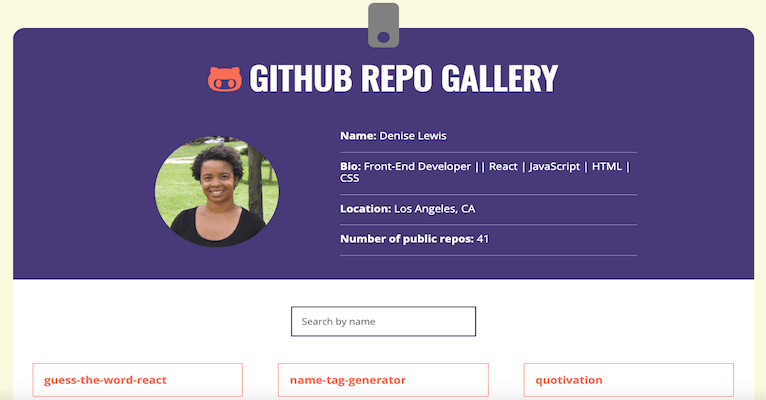 GITHUB REPO GALLERY
Name: Denise Lewis
Bio: Front-End Developer || React | JavaScript | HTML |
CSS
Location: Los Angeles, CA
Number of public repos: 41
Search by name
guess-the-word-react
name-tag-generator
quotivation